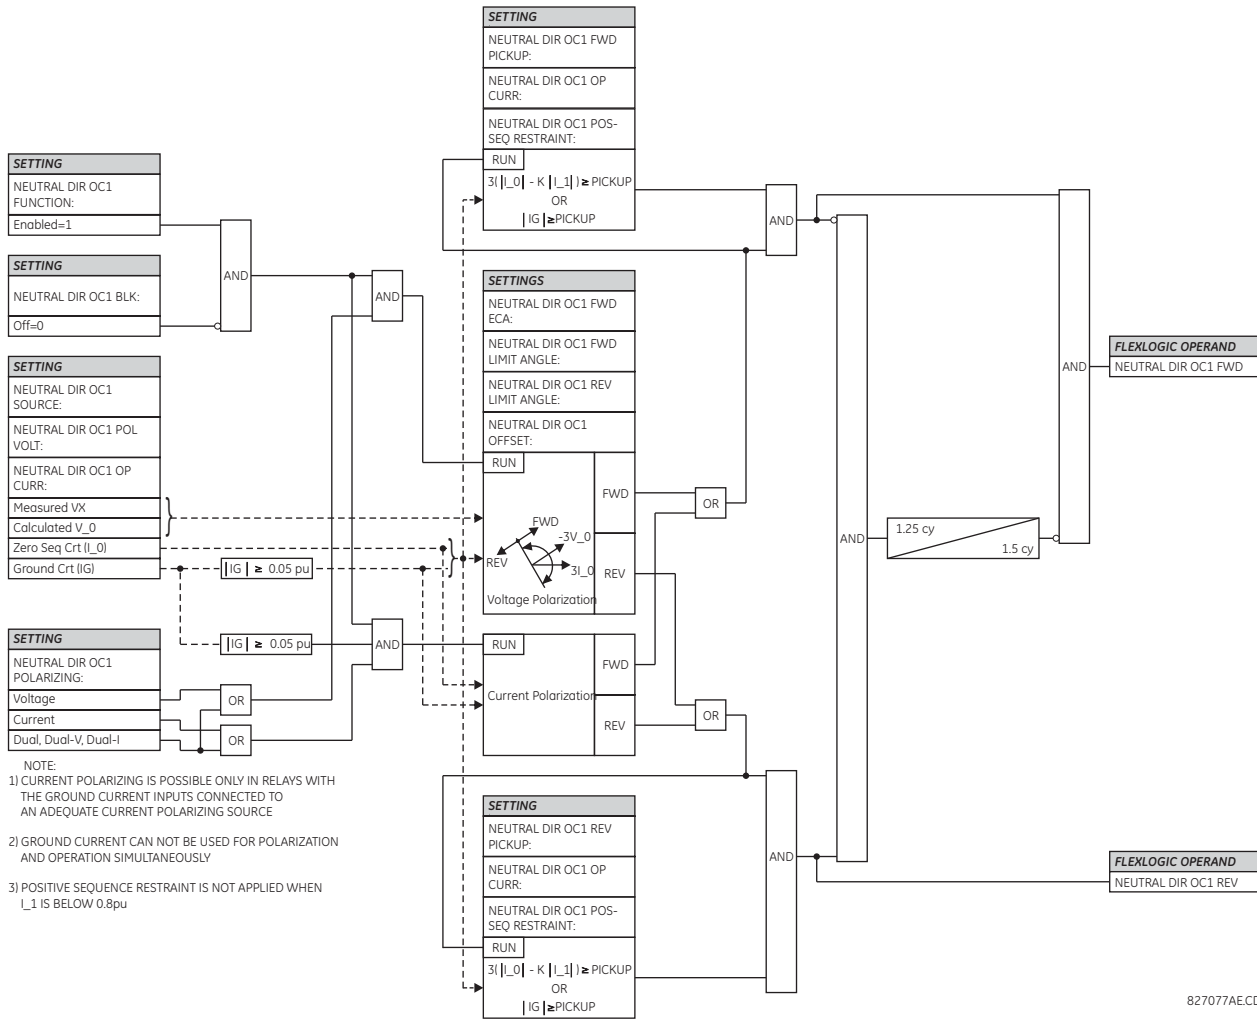 SETTING
NEUTRAL DIR OC1 FWD
PICKUP:
NEUTRAL DIR OC1 OP
CURR:
NEUTRAL DIR OC1 POS-
SEQ RESTRAINT:
RUN
3( |I_0| - K |I_1| ) ≥ PICKUP
OR
| IG | ≥PICKUP
SETTING
NEUTRAL DIR OC1
FUNCTION:
Enabled=1
SETTING
NEUTRAL DIR OC1 BLK:
Off=0
AND
AND
AND
SETTING
NEUTRAL DIR OC1
SOURCE:
NEUTRAL DIR OC1 POL
VOLT:
NEUTRAL DIR OC1 OP
CURR:
Measured VX
Calculated V_0
Zero Seq Crt (I_0)
Ground Crt (IG)
|IG | ≥ 0.05 pu
SETTINGS
NEUTRAL DIR OC1 FWD
ECA:
NEUTRAL DIR OC1 FWD
LIMIT ANGLE:
NEUTRAL DIR OC1 REV
LIMIT ANGLE:
NEUTRAL DIR OC1
OFFSET:
RUN
FWD
FWD
-3V_0
REV
3I_0
REV
Voltage Polarization
OR
AND
1.25 cy
1.5 cy
AND
FLEXLOGIC OPERAND
NEUTRAL DIR OC1 FWD
SETTING
NEUTRAL DIR OC1
POLARIZING:
Voltage
Current
Dual, Dual-V, Dual-I
|IG | ≥ 0.05 pu
AND
OR
OR
RUN
FWD
Current Polarization
REV
OR
NOTE:
1) CURRENT POLARIZING IS POSSIBLE ONLY IN RELAYS WITH
THE GROUND CURRENT INPUTS CONNECTED TO
AN ADEQUATE CURRENT POLARIZING SOURCE
2) GROUND CURRENT CAN NOT BE USED FOR POLARIZATION
AND OPERATION SIMULTANEOUSLY
3) POSITIVE SEQUENCE RESTRAINT IS NOT APPLIED WHEN
I_1 IS BELOW 0.8pu
SETTING
NEUTRAL DIR OC1 REV
PICKUP:
NEUTRAL DIR OC1 OP
CURR:
NEUTRAL DIR OC1 POS-
SEQ RESTRAINT:
RUN
3( |I_0| - K |I_1| ) ≥ PICKUP
OR
| IG | ≥PICKUP
AND
FLEXLOGIC OPERAND
NEUTRAL DIR OC1 REV
827077AE.CD